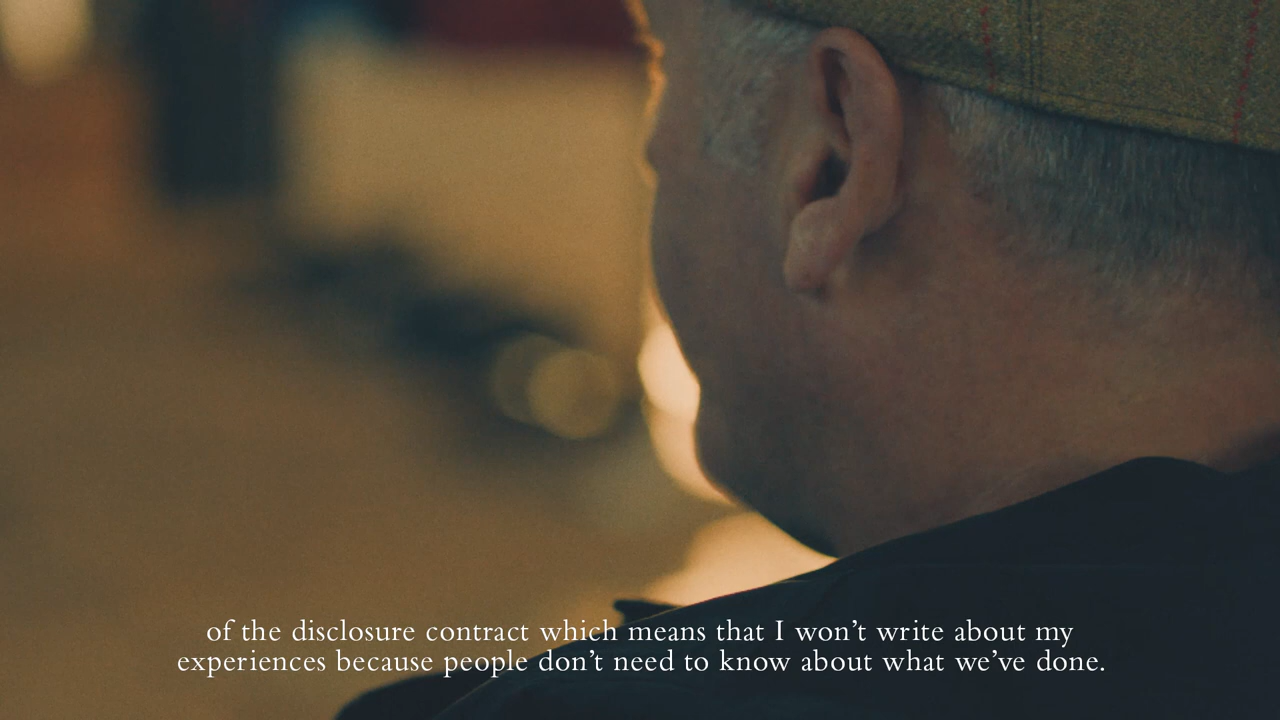 of the disclosure contract which means that I won’t write about my
experiences because people don’t need to know about what we’ve done.